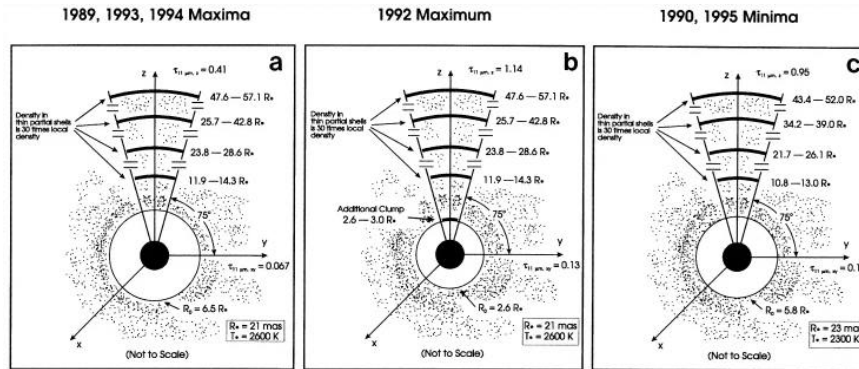 1989, 1993, 1994 Maxima
a
z
τ11 μm, z = 0.41
47.6 — 57.1 R*
Density in
thin partial shells
is 30 times local
density
25.7 — 42.8 R*
23.8 — 28.6 R*
11.9 —14.3 R*
75°
y
τ11 μm, xy = 0.067
R0 = 6.5 R*
x
R* = 21 mas
T* = 2600 K
(Not to Scale)
1992 Maximum
b
z
τ11 μm, z = 1.14
47.6 — 57.1 R*
Density in
thin partial shells
is 30 times local
density
25.7 — 42.8 R*
23.8 — 28.6 R*
11.9 —14.3 R*
Additional Clump
2.6 — 3.0 R*
75°
y
τ11 μm, xy = 0.13
R0 = 2.6 R*
x
R* = 21 mas
T* = 2600 K
(Not to Scale)
1990, 1995 Minima
c
z
τ11 μm, z = 0.95
43.4 — 52.0 R*
Density in
thin partial shells
is 30 times local
density
34.2 — 39.0 R*
21.7 — 26.1 R*
10.8 —13.0 R*
75°
y
τ11 μm, xy = 0.1
R0 = 5.8 R*
x
R* = 23 mas
T* = 2300 K
(Not to Scale)